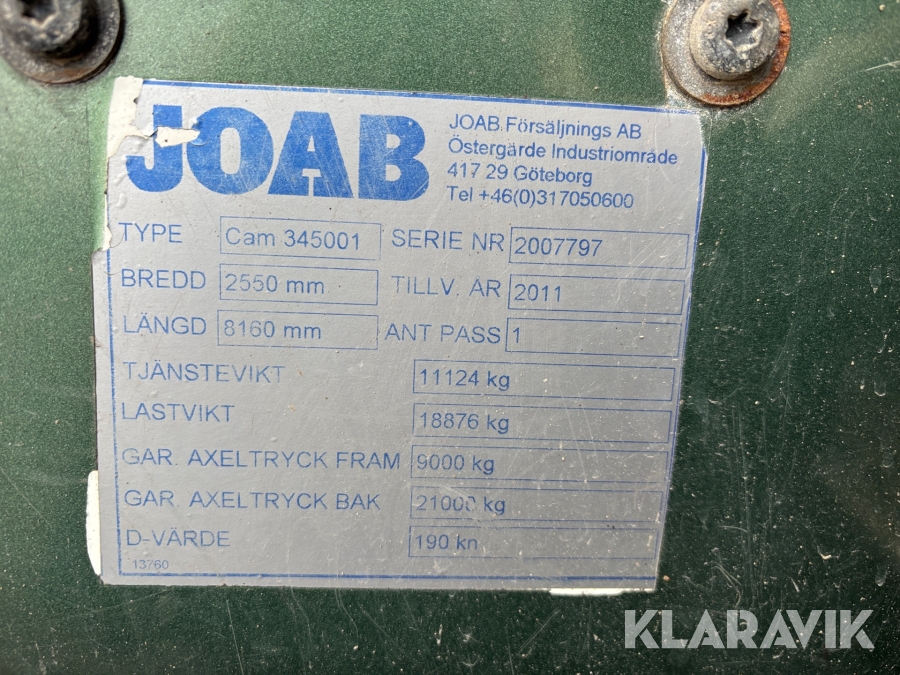 JOAB
JOAB Försäljnings AB
Östergärde Industriområde
417 29 Göteborg
Tel +46(0)317050600
TYPE Cam 345001 SERIE NR 2007797
BREDD 2550 mm TILLV. ÅR 2011
LÄNGD 8160 mm ANT PASS 1
TJÄNSTEVIKT 11124 kg
LASTVIKT 18876 kg
GAR. AXELTRYCK FRAM 9000 kg
GAR. AXELTRYCK BAK 21000 kg
D-VÄRDE 190 kn
13760
KLARAVIK